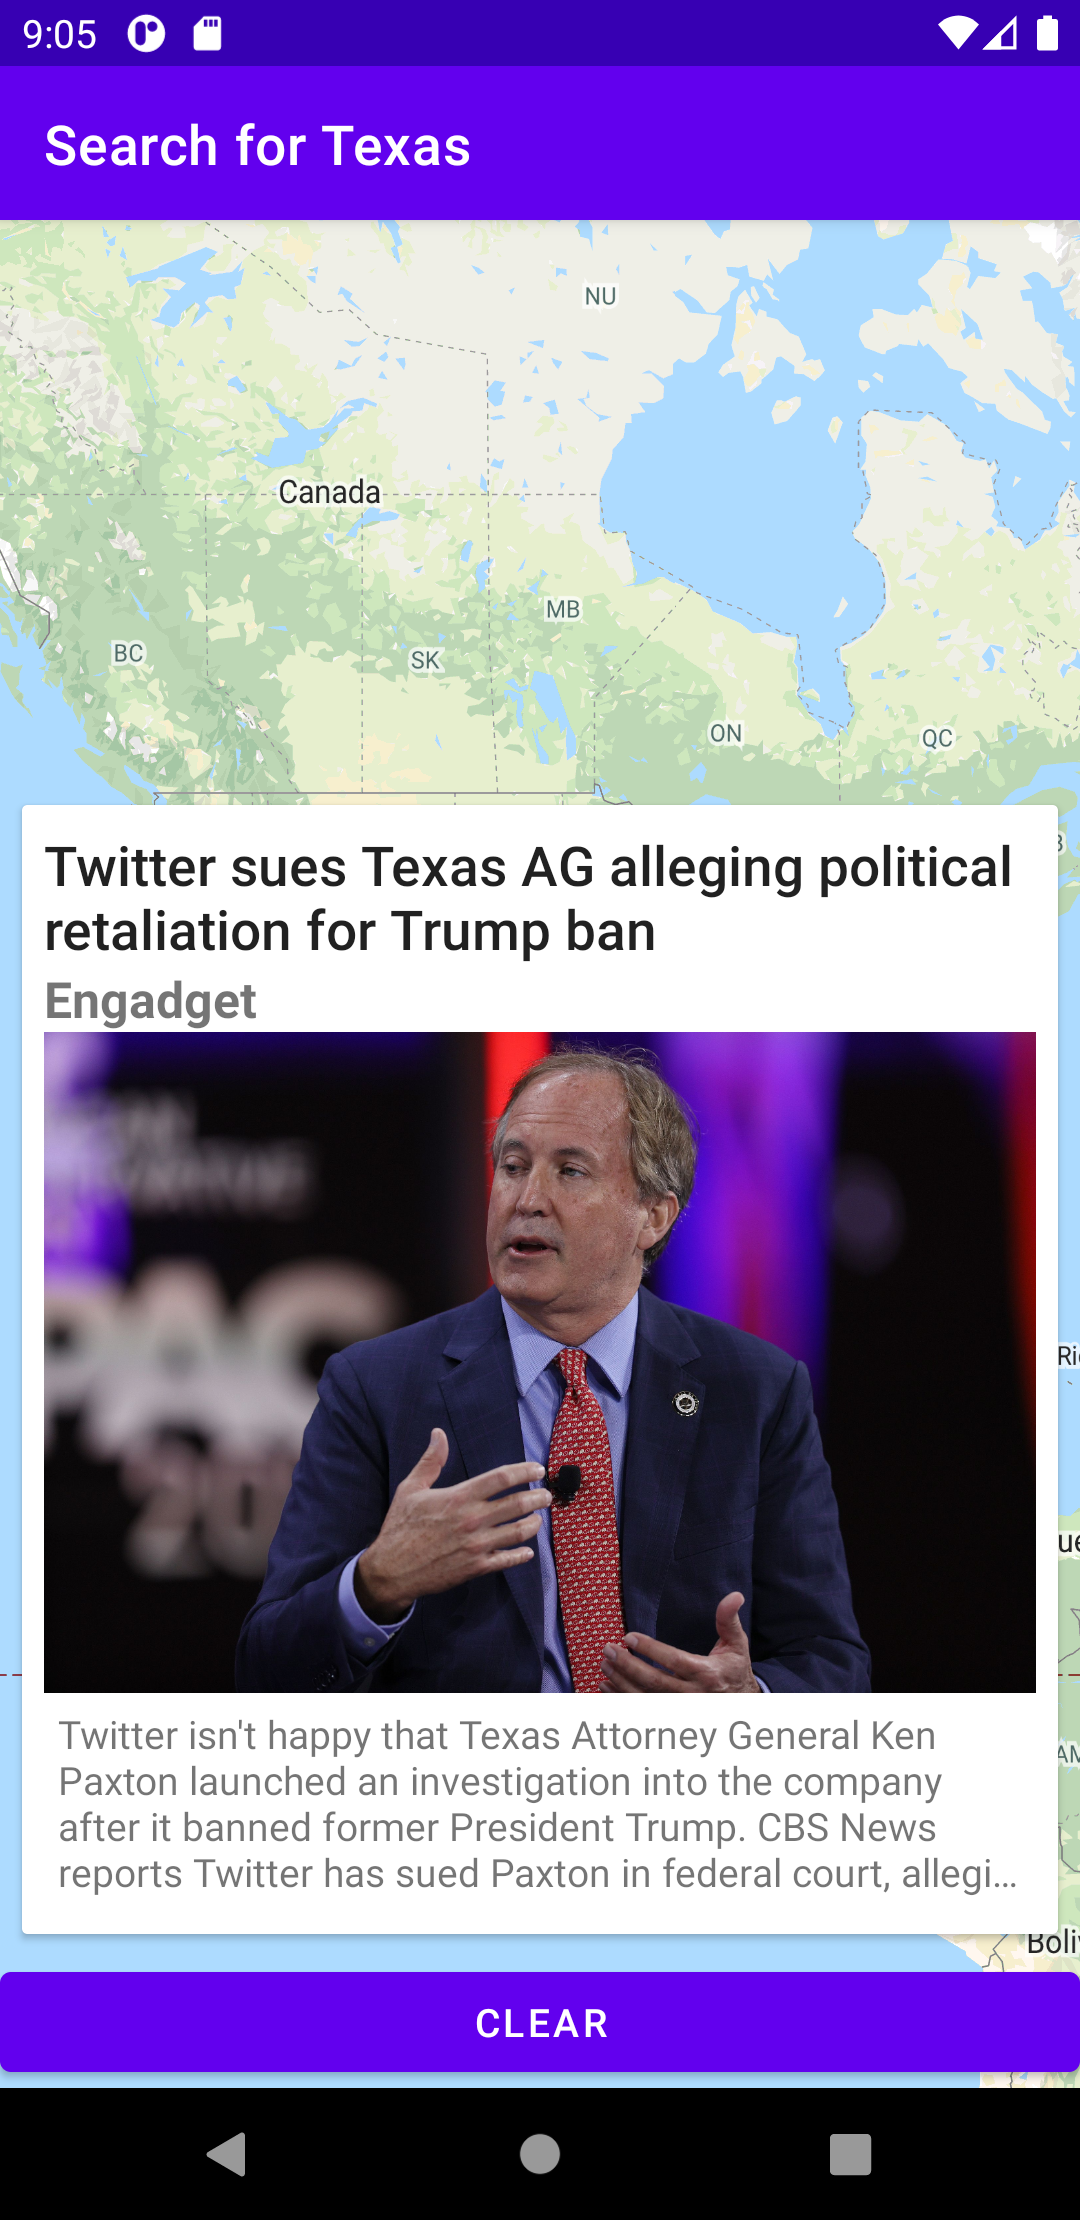 9:05
Search for Texas
NU
Canada
MB
BC
SK
ON
QC
Twitter sues Texas AG alleging political
retaliation for Trump ban
Engadget
PAC
20
Ri
ue
AM
Twitter isn't happy that Texas Attorney General Ken
Paxton launched an investigation into the company
after it banned former President Trump. CBS News
reports Twitter has sued Paxton in federal court, allegi...
Boliv
CLEAR